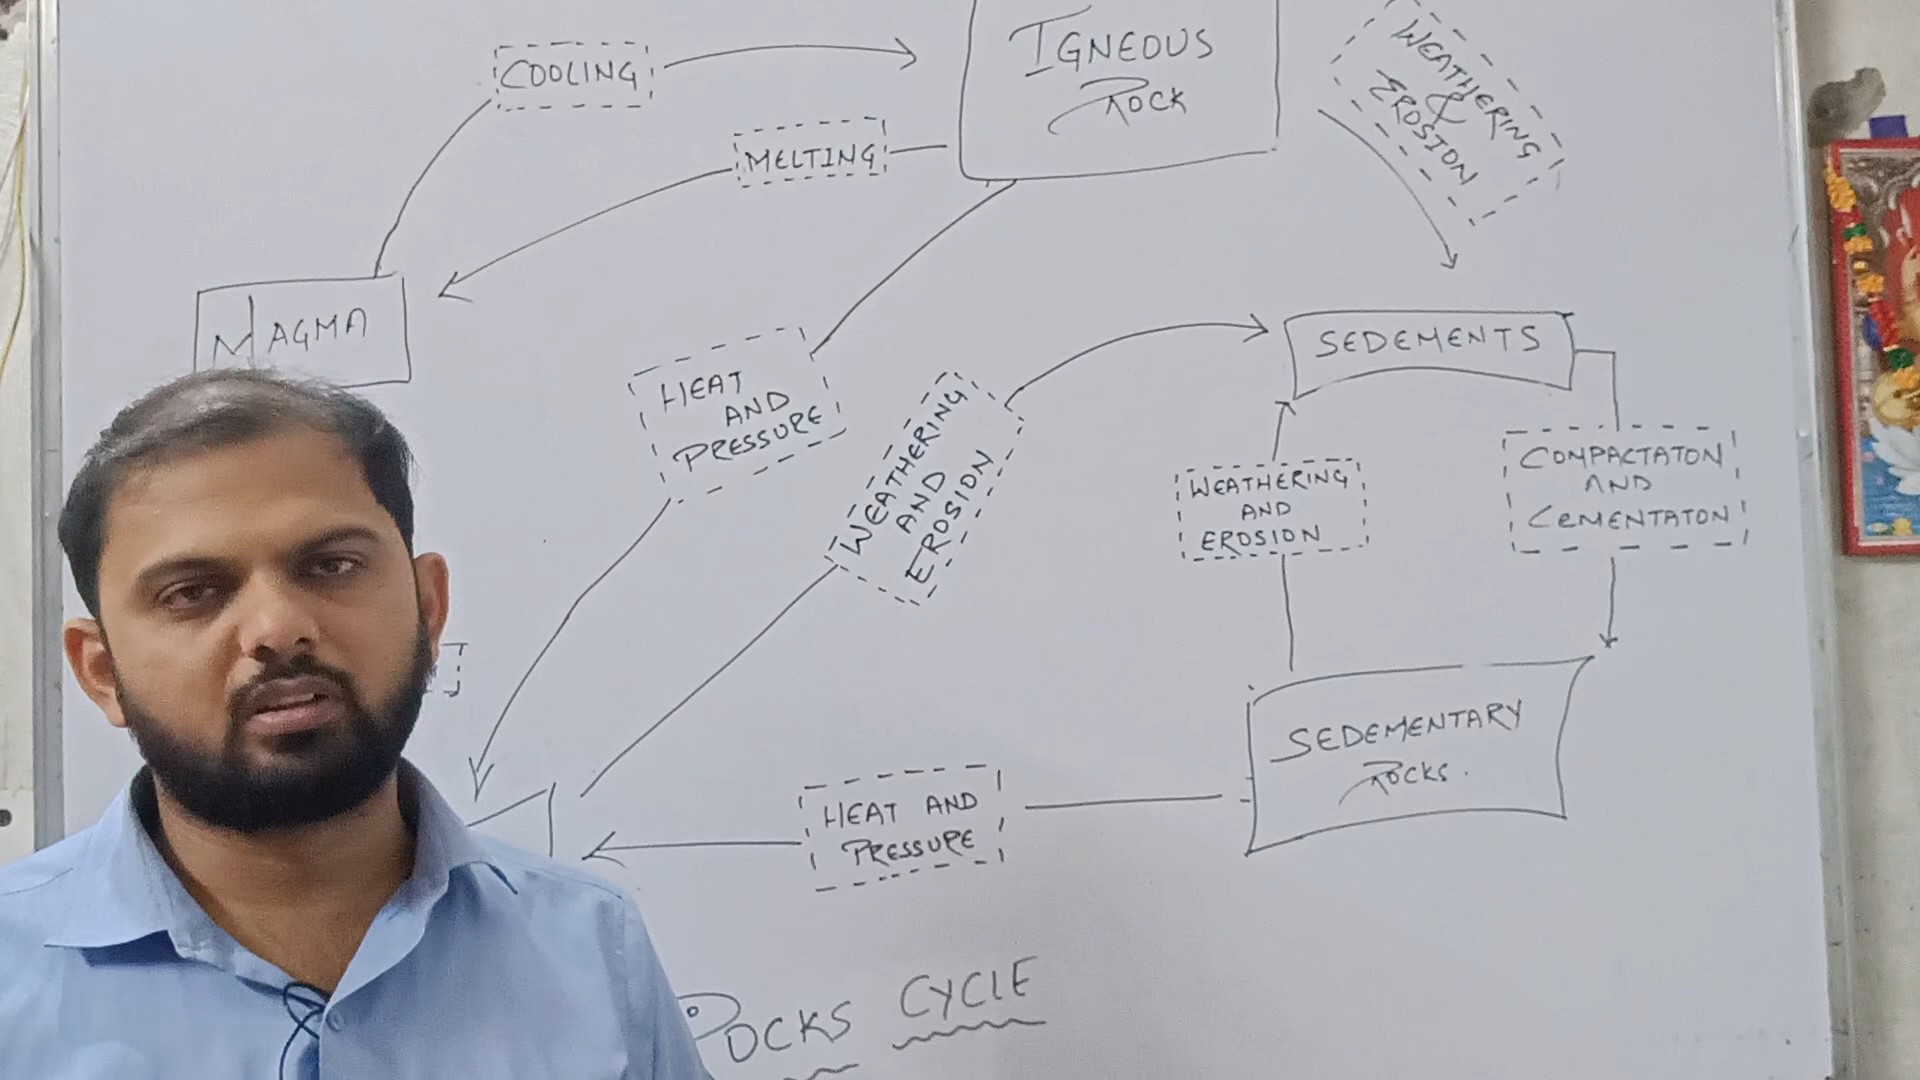 COOLING
IGNEOUS
ROCK
WEATHERING
&
EROSION
MELTING
MAGMA
SEDEMENTS
HEAT
AND
PRESSURE
WEATHERING
AND
EROSION
WEATHERING
AND
EROSION
COMPACTATON
AND
CEMENTATON
SEDEMENTARY
ROCKS.
HEAT AND
PRESSURE
ROCKS CYCLE